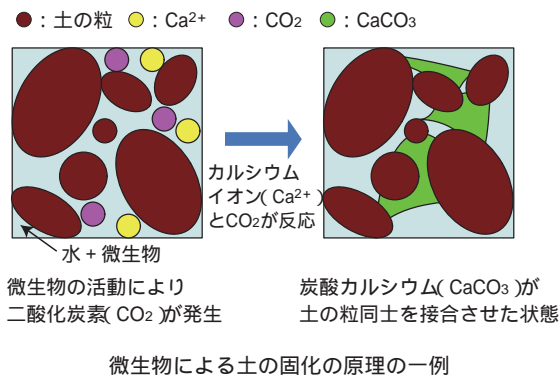 ●：土の粒 ●：Ca²⁺ ●：CO₂ ●：CaCO₃
カルシウム
イオン(Ca²⁺)
とCO₂が反応
水＋微生物
微生物の活動により
二酸化炭素(CO₂)が発生
炭酸カルシウム(CaCO₃)が
土の粒同士を接合させた状態
微生物による土の固化の原理の一例